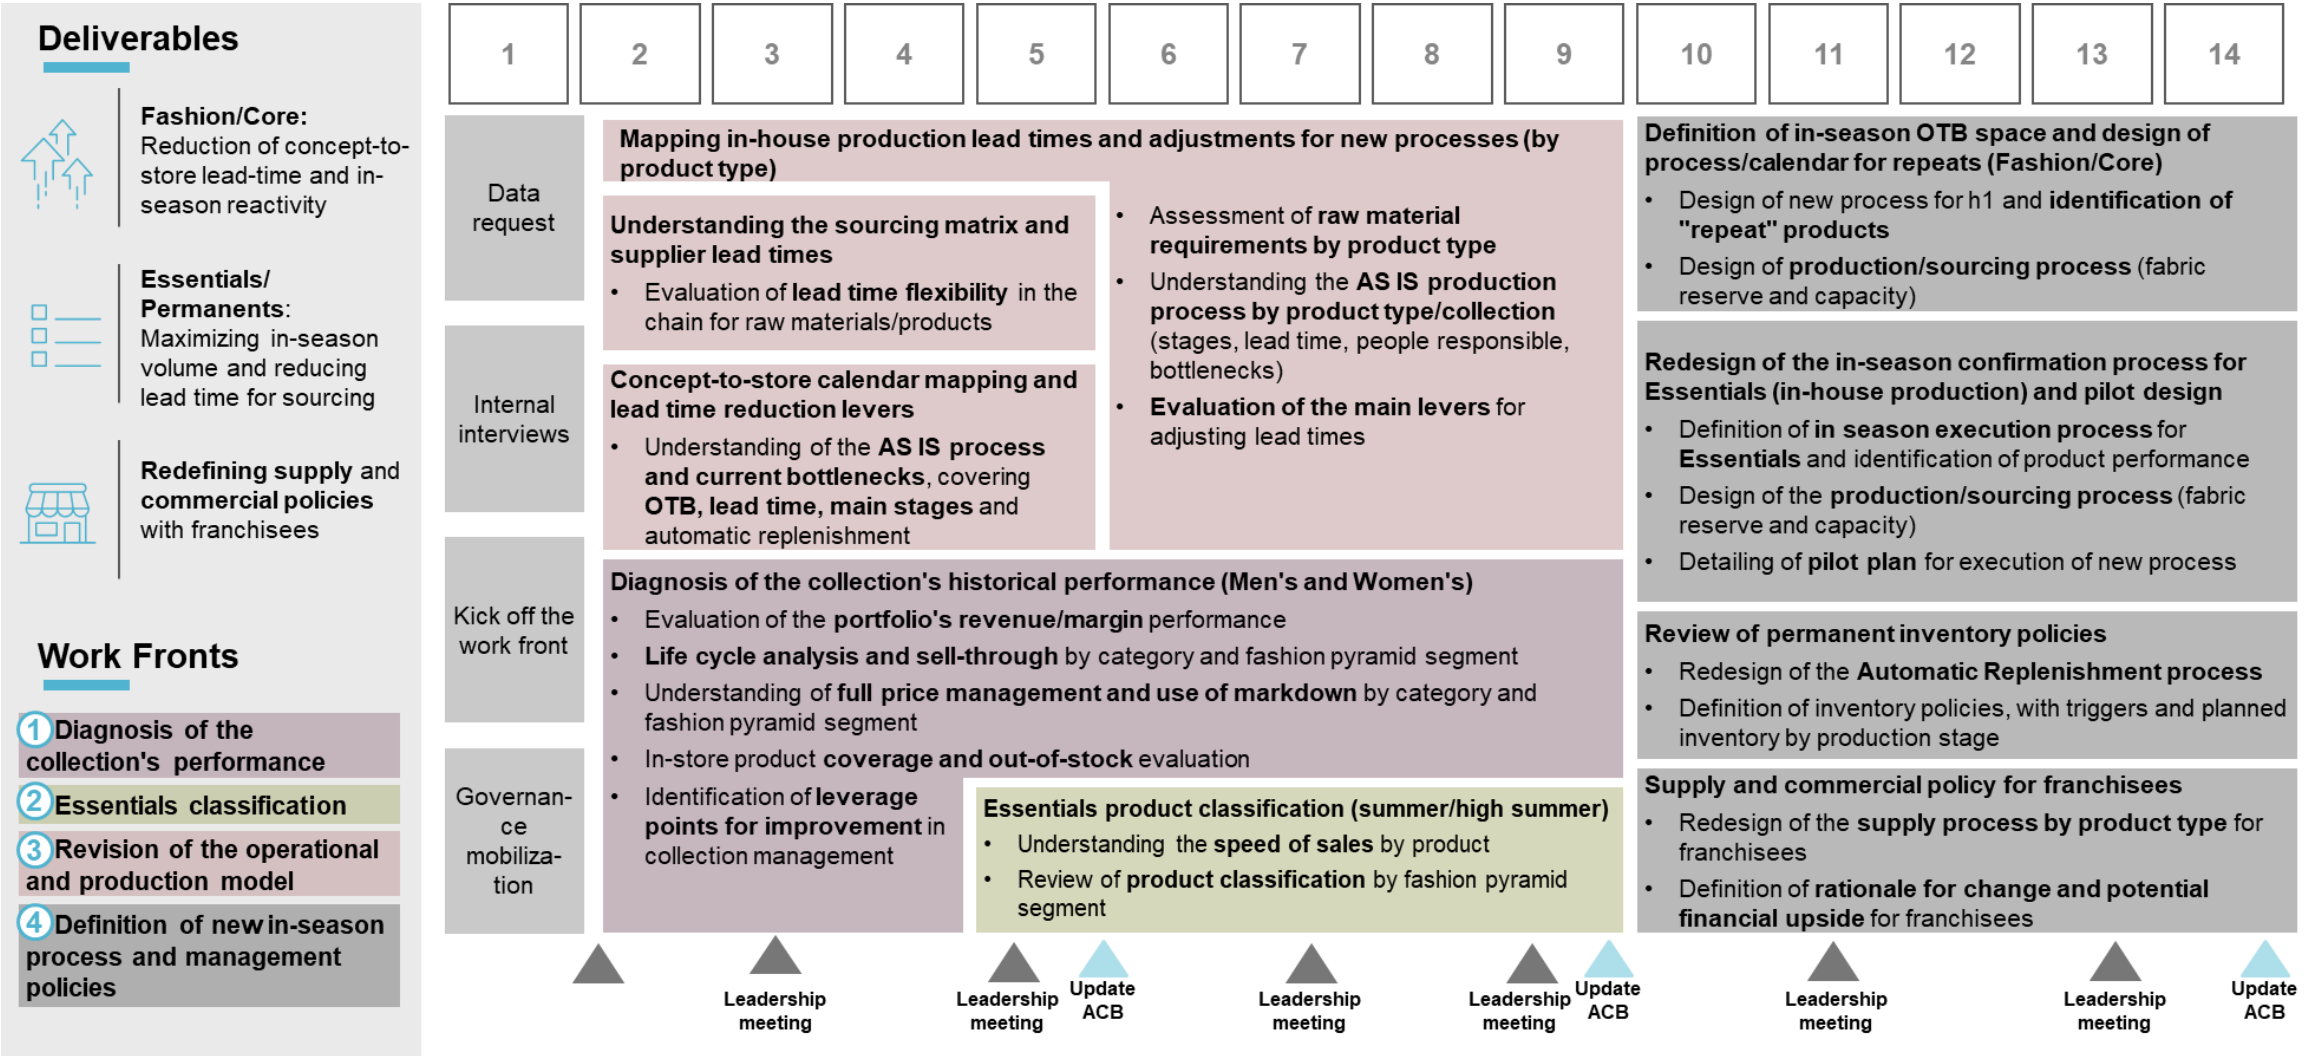 Deliverables
Fashion/Core:
Reduction of concept-to-
store lead-time and in-
season reactivity
Essentials/
Permanents:
Maximizing in-season
volume and reducing
lead time for sourcing
Redefining supply and
commercial policies
with franchisees
Work Fronts
1 Diagnosis of the
collection's performance
2 Essentials classification
3 Revision of the operational
and production model
4 Definition of new in-season
process and management
policies
1 2 3 4 5 6 7 8 9 10 11 12 13 14
Data
request
Internal
interviews
Kick off the
work front
Governan-
ce
mobiliza-
tion
Mapping in-house production lead times and adjustments for new processes (by
product type)
Understanding the sourcing matrix and
supplier lead times
• Evaluation of lead time flexibility in the
chain for raw materials/products
Concept-to-store calendar mapping and
lead time reduction levers
• Understanding of the AS IS process
and current bottlenecks, covering
OTB, lead time, main stages and
automatic replenishment
• Assessment of raw material
requirements by product type
• Understanding the AS IS production
process by product type/collection
(stages, lead time, people responsible,
bottlenecks)
• Evaluation of the main levers for
adjusting lead times
Diagnosis of the collection's historical performance (Men's and Women's)
• Evaluation of the portfolio's revenue/margin performance
• Life cycle analysis and sell-through by category and fashion pyramid segment
• Understanding of full price management and use of markdown by category and
fashion pyramid segment
• In-store product coverage and out-of-stock evaluation
• Identification of leverage
points for improvement in
collection management
Essentials product classification (summer/high summer)
• Understanding the speed of sales by product
• Review of product classification by fashion pyramid
segment
Definition of in-season OTB space and design of
process/calendar for repeats (Fashion/Core)
• Design of new process for h1 and identification of
"repeat" products
• Design of production/sourcing process (fabric
reserve and capacity)
Redesign of the in-season confirmation process for
Essentials (in-house production) and pilot design
• Definition of in season execution process for
Essentials and identification of product performance
• Design of the production/sourcing process (fabric
reserve and capacity)
• Detailing of pilot plan for execution of new process
Review of permanent inventory policies
• Redesign of the Automatic Replenishment process
• Definition of inventory policies, with triggers and planned
inventory by production stage
Supply and commercial policy for franchisees
• Redesign of the supply process by product type for
franchisees
• Definition of rationale for change and potential
financial upside for franchisees
Leadership
meeting
Leadership
meeting
Update
ACB
Leadership
meeting
Leadership
meeting
Update
ACB
Leadership
meeting
Leadership
meeting
Update
ACB